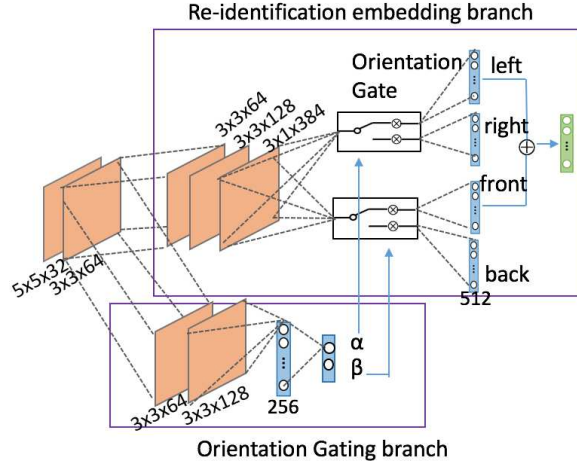 Re-identification embedding branch
Orientation
Gate
left
right
front
back
512
3x3x64
3x3x128
3x1x384
5x5x32
3x3x64
α
β
3x3x64
3x3x128
256
Orientation Gating branch